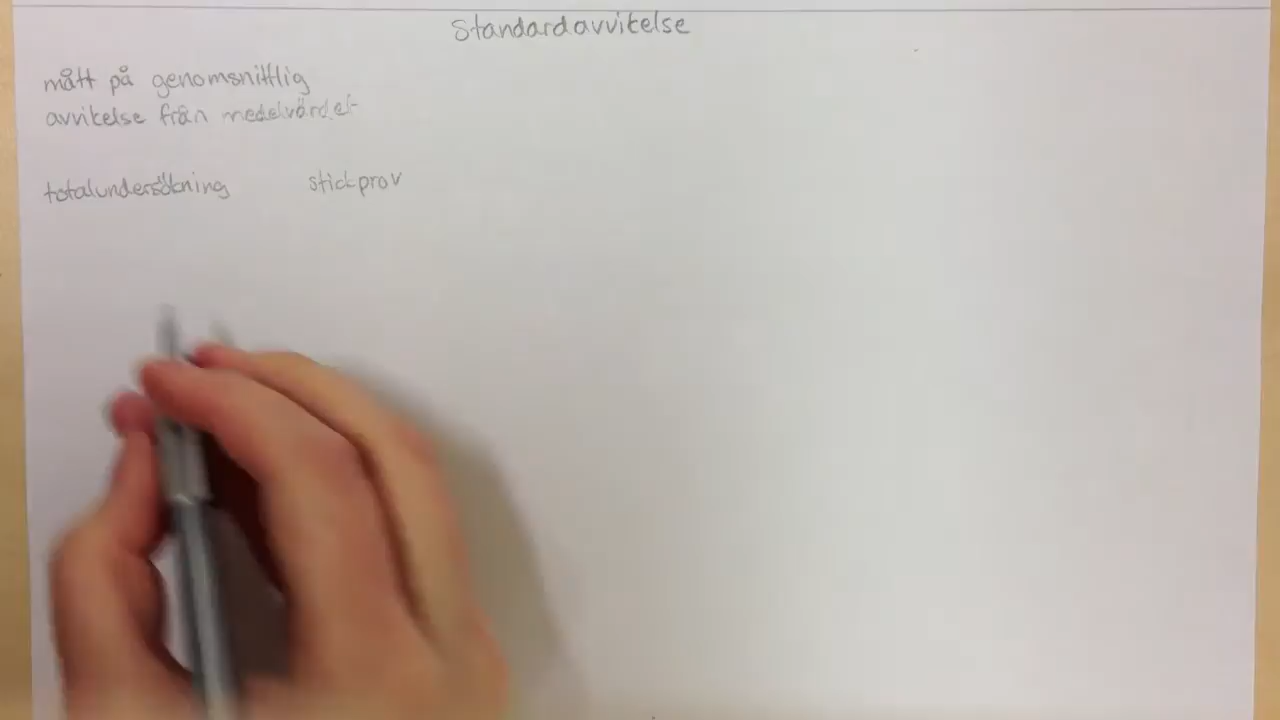 Standardavvikelse
mått på genomsnittlig
avvikelse från medelvärdet
totalundersökning stickprov